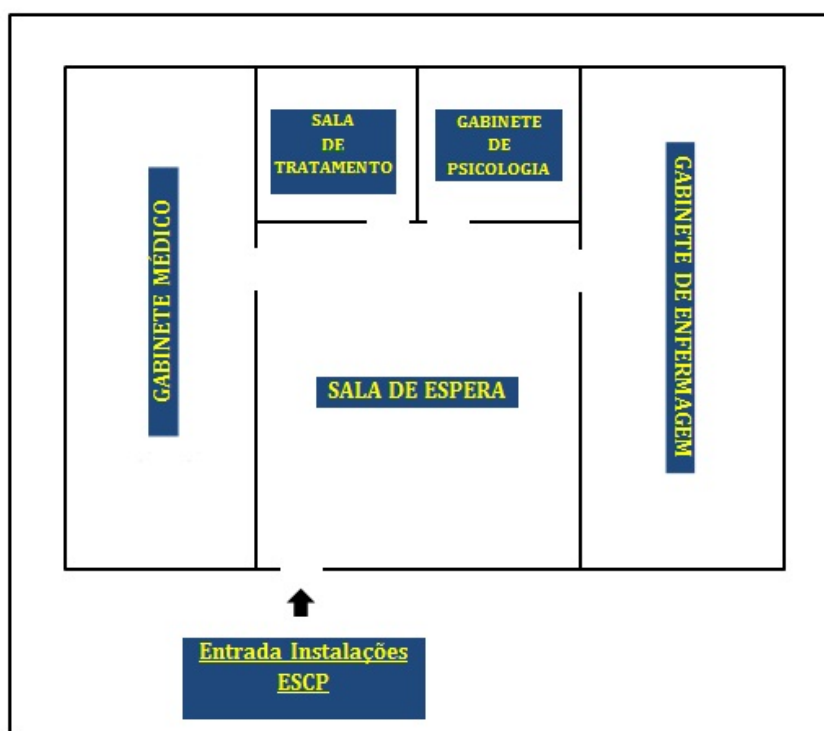 SALA
DE
TRATAMENTO
GABINETE
DE
PSICOLOGIA
GABINETE MÉDICO
GABINETE DE ENFERMAGEM
SALA DE ESPERA
Entrada Instalações
ESCP